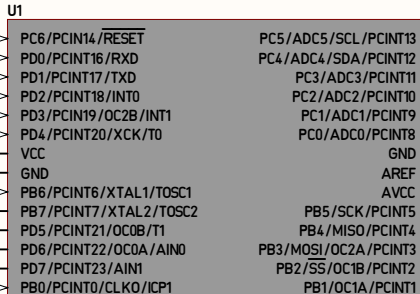 U1
PC6/PCIN14/RESET
PD0/PCINT16/RXD
PD1/PCINT17/TXD
PD2/PCINT18/INT0
PD3/PCIN19/OC2B/INT1
PD4/PCINT20/XCK/T0
VCC
GND
PB6/PCINT6/XTAL1/TOSC1
PB7/PCINT7/XTAL2/TOSC2
PD5/PCINT21/OC0B/T1
PD6/PCINT22/OC0A/AIN0
PD7/PCINT23/AIN1
PB0/PCINT0/CLKO/ICP1
PC5/ADC5/SCL/PCINT13
PC4/ADC4/SDA/PCINT12
PC3/ADC3/PCINT11
PC2/ADC2/PCINT10
PC1/ADC1/PCINT9
PC0/ADC0/PCINT8
GND
AREF
AVCC
PB5/SCK/PCINT5
PB4/MISO/PCINT4
PB3/MOSI/OC2A/PCINT3
PB2/SS/OC1B/PCINT2
PB1/OC1A/PCINT1